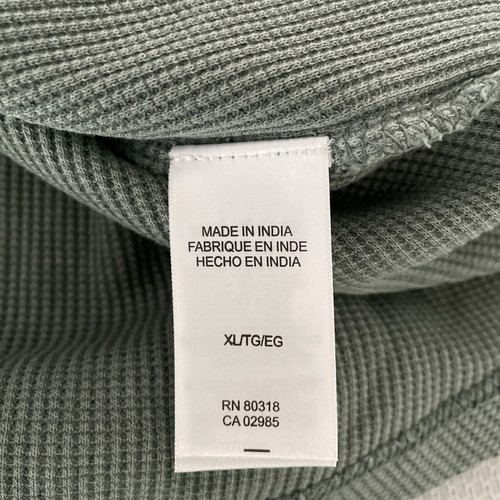 MADE IN INDIA
FABRIQUE EN INDE
HECHO EN INDIA
XL/TG/EG
RN 80318
CA 02985